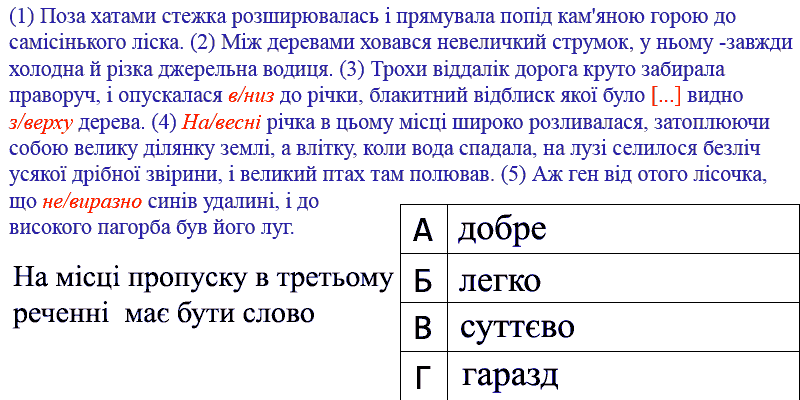 (1) Поза хатами стежка розширювалась і прямувала попід кам'яною горою до
самісінького ліска. (2) Між деревами ховався невеличкий струмок, у ньому -завжди
холодна й різка джерельна водиця. (3) Трохи віддалік дорога круто забирала
праворуч, і опускалася в/низ до річки, блакитний відблиск якої було [...] видно
з/верху дерева. (4) На/весні річка в цьому місці широко розливалася, затоплюючи
собою велику ділянку землі, а влітку, коли вода спадала, на лузі селилося безліч
усякої дрібної звірини, і великий птах там полював. (5) Аж ген від отого лісочка,
що не/виразно синів удалині, і до
високого пагорба був його луг.
На місці пропуску в третьому
реченні має бути слово
А добре
Б легко
В суттєво
Г гаразд